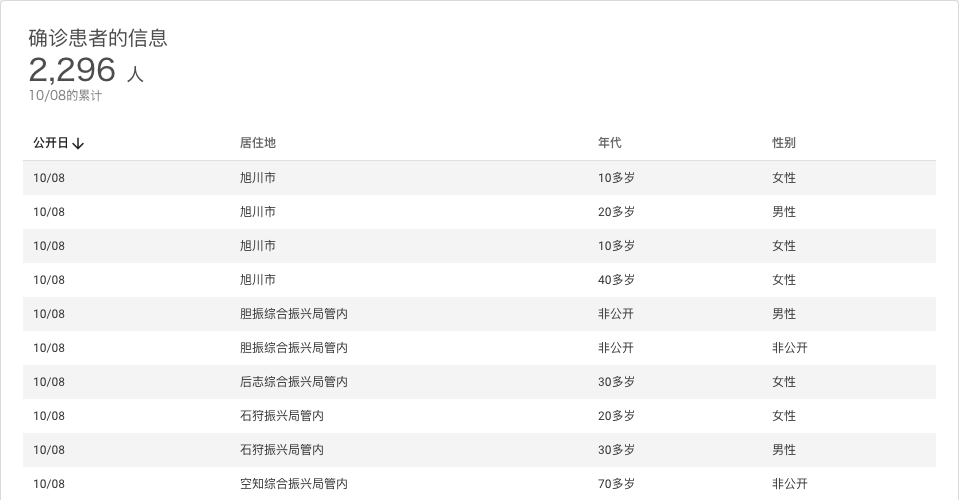 确诊患者的信息
2,296 人
10/08的累计
公开日↓ 居住地 年代 性别
10/08 旭川市 10多岁 女性
10/08 旭川市 20多岁 男性
10/08 旭川市 10多岁 女性
10/08 旭川市 40多岁 女性
10/08 胆振综合振兴局管内 非公开 男性
10/08 胆振综合振兴局管内 非公开 非公开
10/08 后志综合振兴局管内 30多岁 女性
10/08 石狩振兴局管内 20多岁 女性
10/08 石狩振兴局管内 30多岁 男性
10/08 空知综合振兴局管内 70多岁 非公开